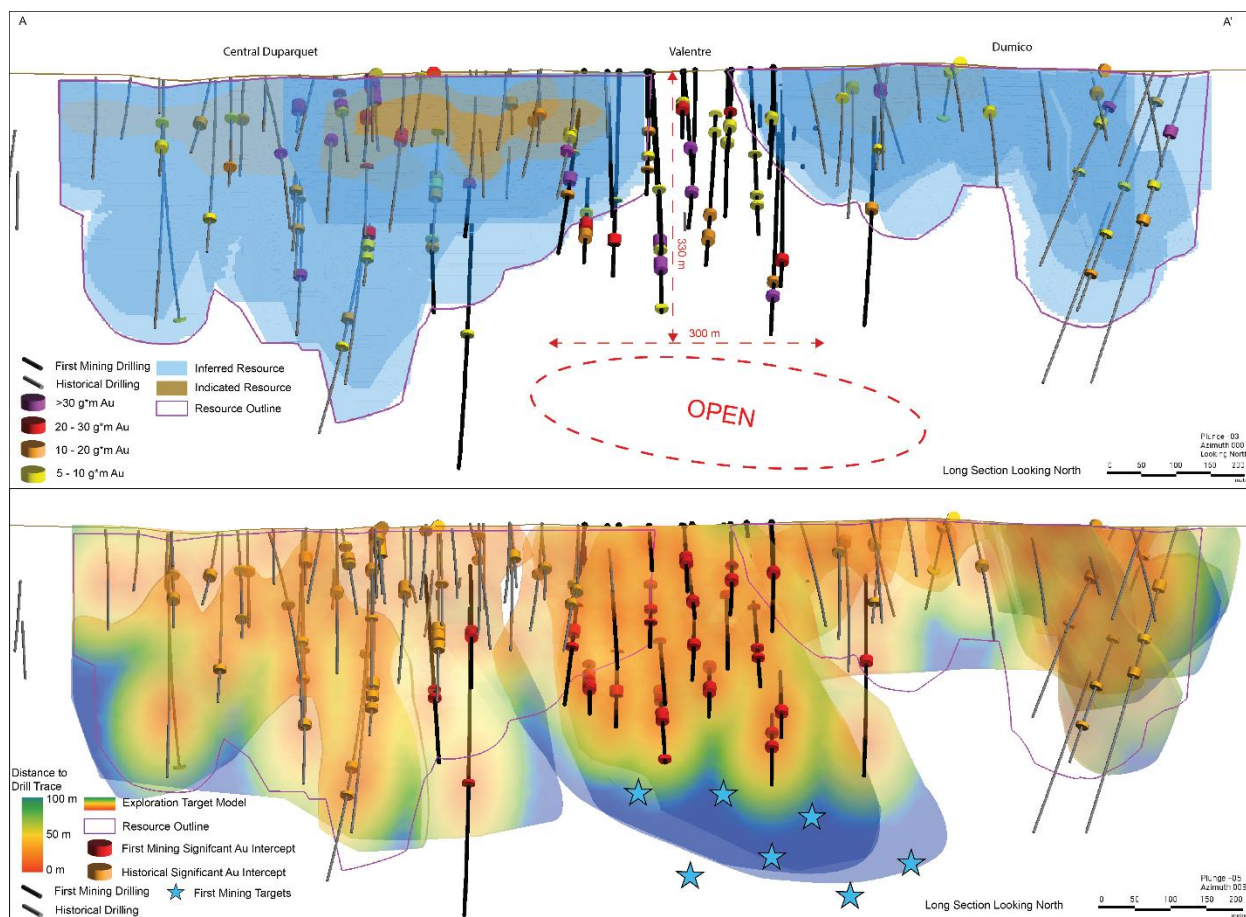 A
A'
Central Duparquet
Valentre
Dumico
330 m
300 m
OPEN
First Mining Drilling
Historical Drilling
>30 g*m Au
20 - 30 g*m Au
10 - 20 g*m Au
5 - 10 g*m Au
Inferred Resource
Indicated Resource
Resource Outline
Plunge -03
Azimuth 000
Looking North
Long Section Looking North
0 50 100 150 200
Distance to
Drill Trace
100 m
50 m
0 m
Exploration Target Model
Resource Outline
First Mining Signifcant Au Intercept
Historical Significant Au Intercept
First Mining Drilling
Historical Drilling
First Mining Targets
Plunge -05
Long Section Looking North
0 50 100 150 200